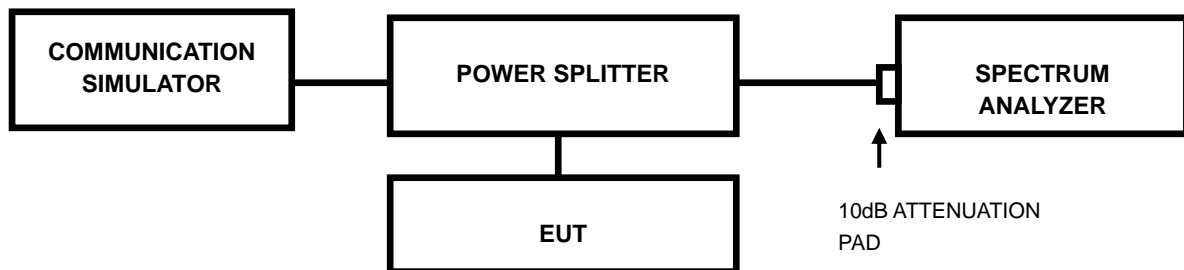 COMMUNICATION
SIMULATOR
POWER SPLITTER
SPECTRUM
ANALYZER
EUT
10dB ATTENUATION
PAD